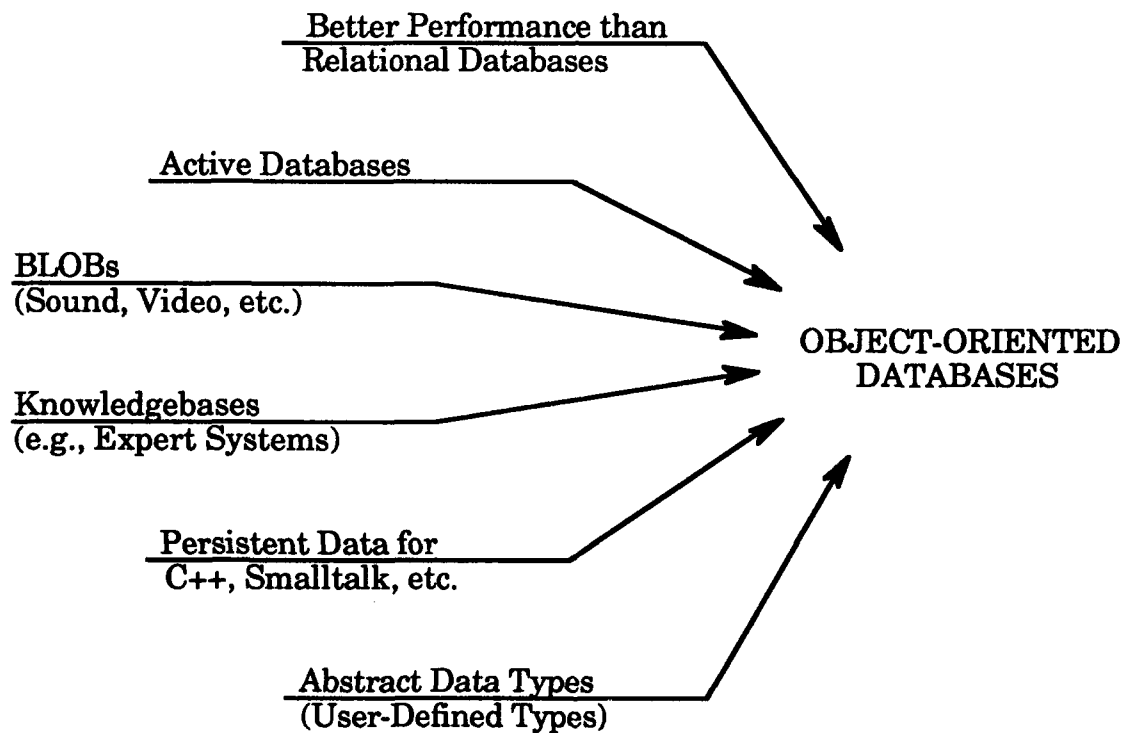 Better Performance than
Relational Databases
Active Databases
BLOBs
(Sound, Video, etc.)
OBJECT-ORIENTED
DATABASES
Knowledgebases
(e.g., Expert Systems)
Persistent Data for
C++, Smalltalk, etc.
Abstract Data Types
(User-Defined Types)